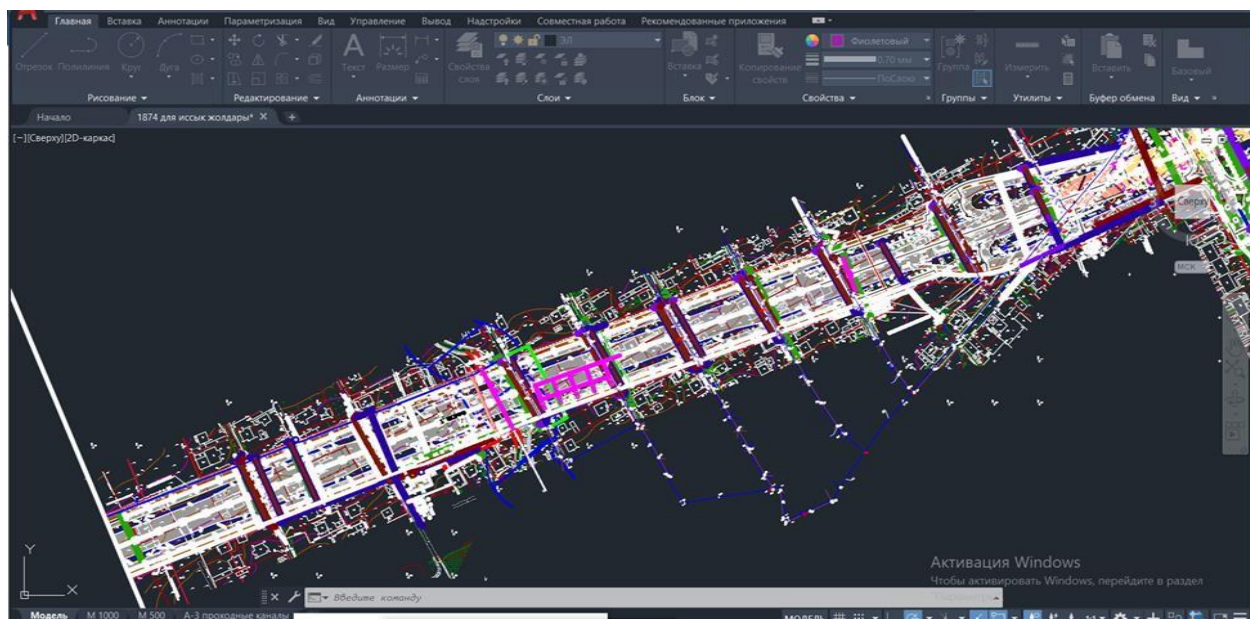 Главная Вставка Аннотации Параметризация Вид Управление Вывод Надстройки Совместная работа Рекомендованные приложения
ЭЛ
Фиолетовый
0.70 мм
ПоСлою
Отрезок Полилиния Круг Дуга
Текст Размер
Свойства слоя
Вставка
Копирование свойств
Группа
Измерить
Вставить
Базовый
Рисование Редактирование Аннотации Слои Блок Свойства Группы Утилиты Буфер обмена Вид
Начало 1874 для иссык жолдары* +
[−][Сверху][2D-каркас]
Сверху
МСК
Активация Windows
Чтобы активировать Windows, перейдите в раздел
Y
X
Введите команду
Модель М 1000 М 500 А-3 проходные каналы
МОДЕЛЬ